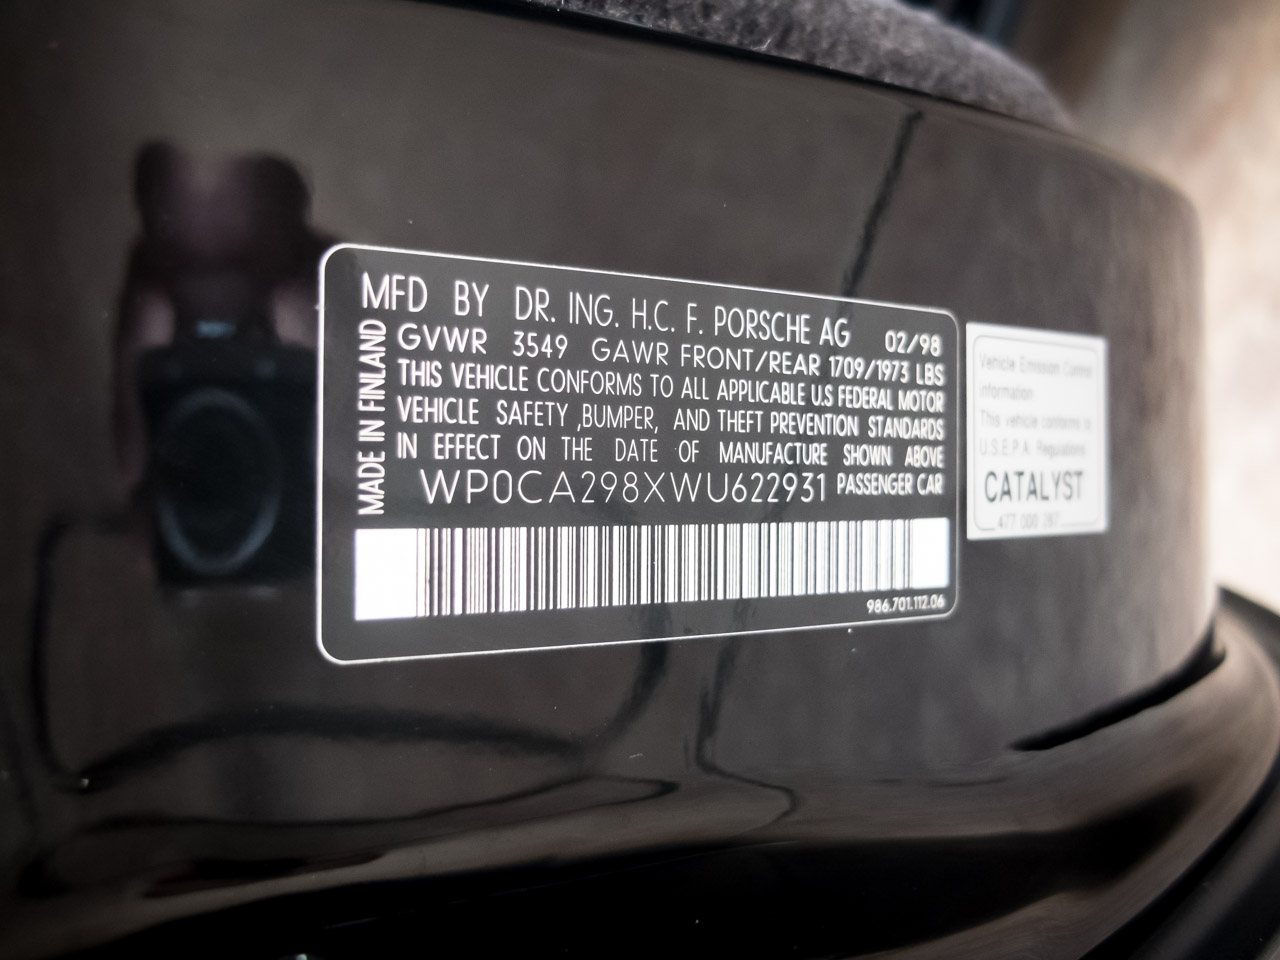 MFD BY DR. ING. H.C. F. PORSCHE AG 02/98
GVWR 3549 GAWR FRONT/REAR 1709/1973 LBS
THIS VEHICLE CONFORMS TO ALL APPLICABLE U.S FEDERAL MOTOR
VEHICLE SAFETY ,BUMPER, AND THEFT PREVENTION STANDARDS
IN EFFECT ON THE DATE OF MANUFACTURE SHOWN ABOVE
WP0CA298XWU622931 PASSENGER CAR
MADE IN FINLAND
986.701.112.06
Vehicle Emission Control
information
This vehicle conforms to
U.S.E.P.A. Regulations
CATALYST
477 000 267